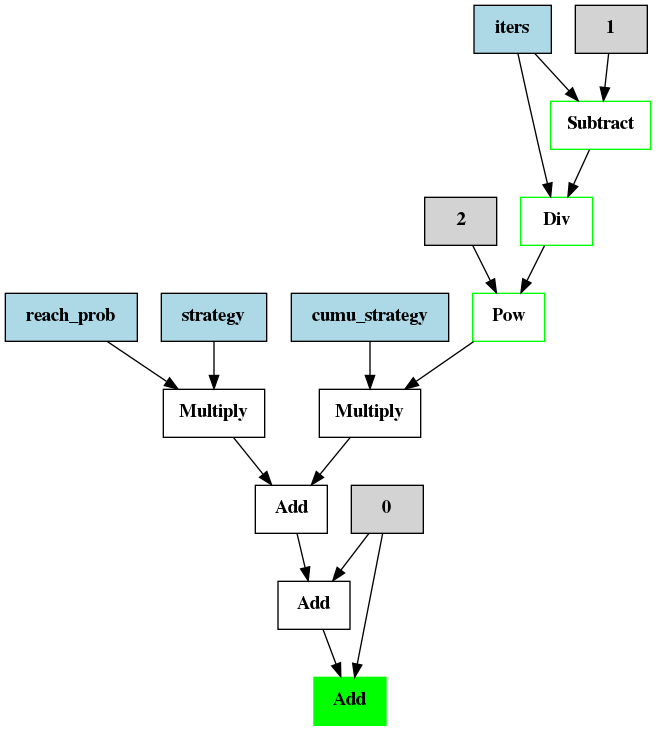 iters
1
Subtract
2
Div
reach_prob
strategy
cumu_strategy
Pow
Multiply
Multiply
Add
0
Add
Add